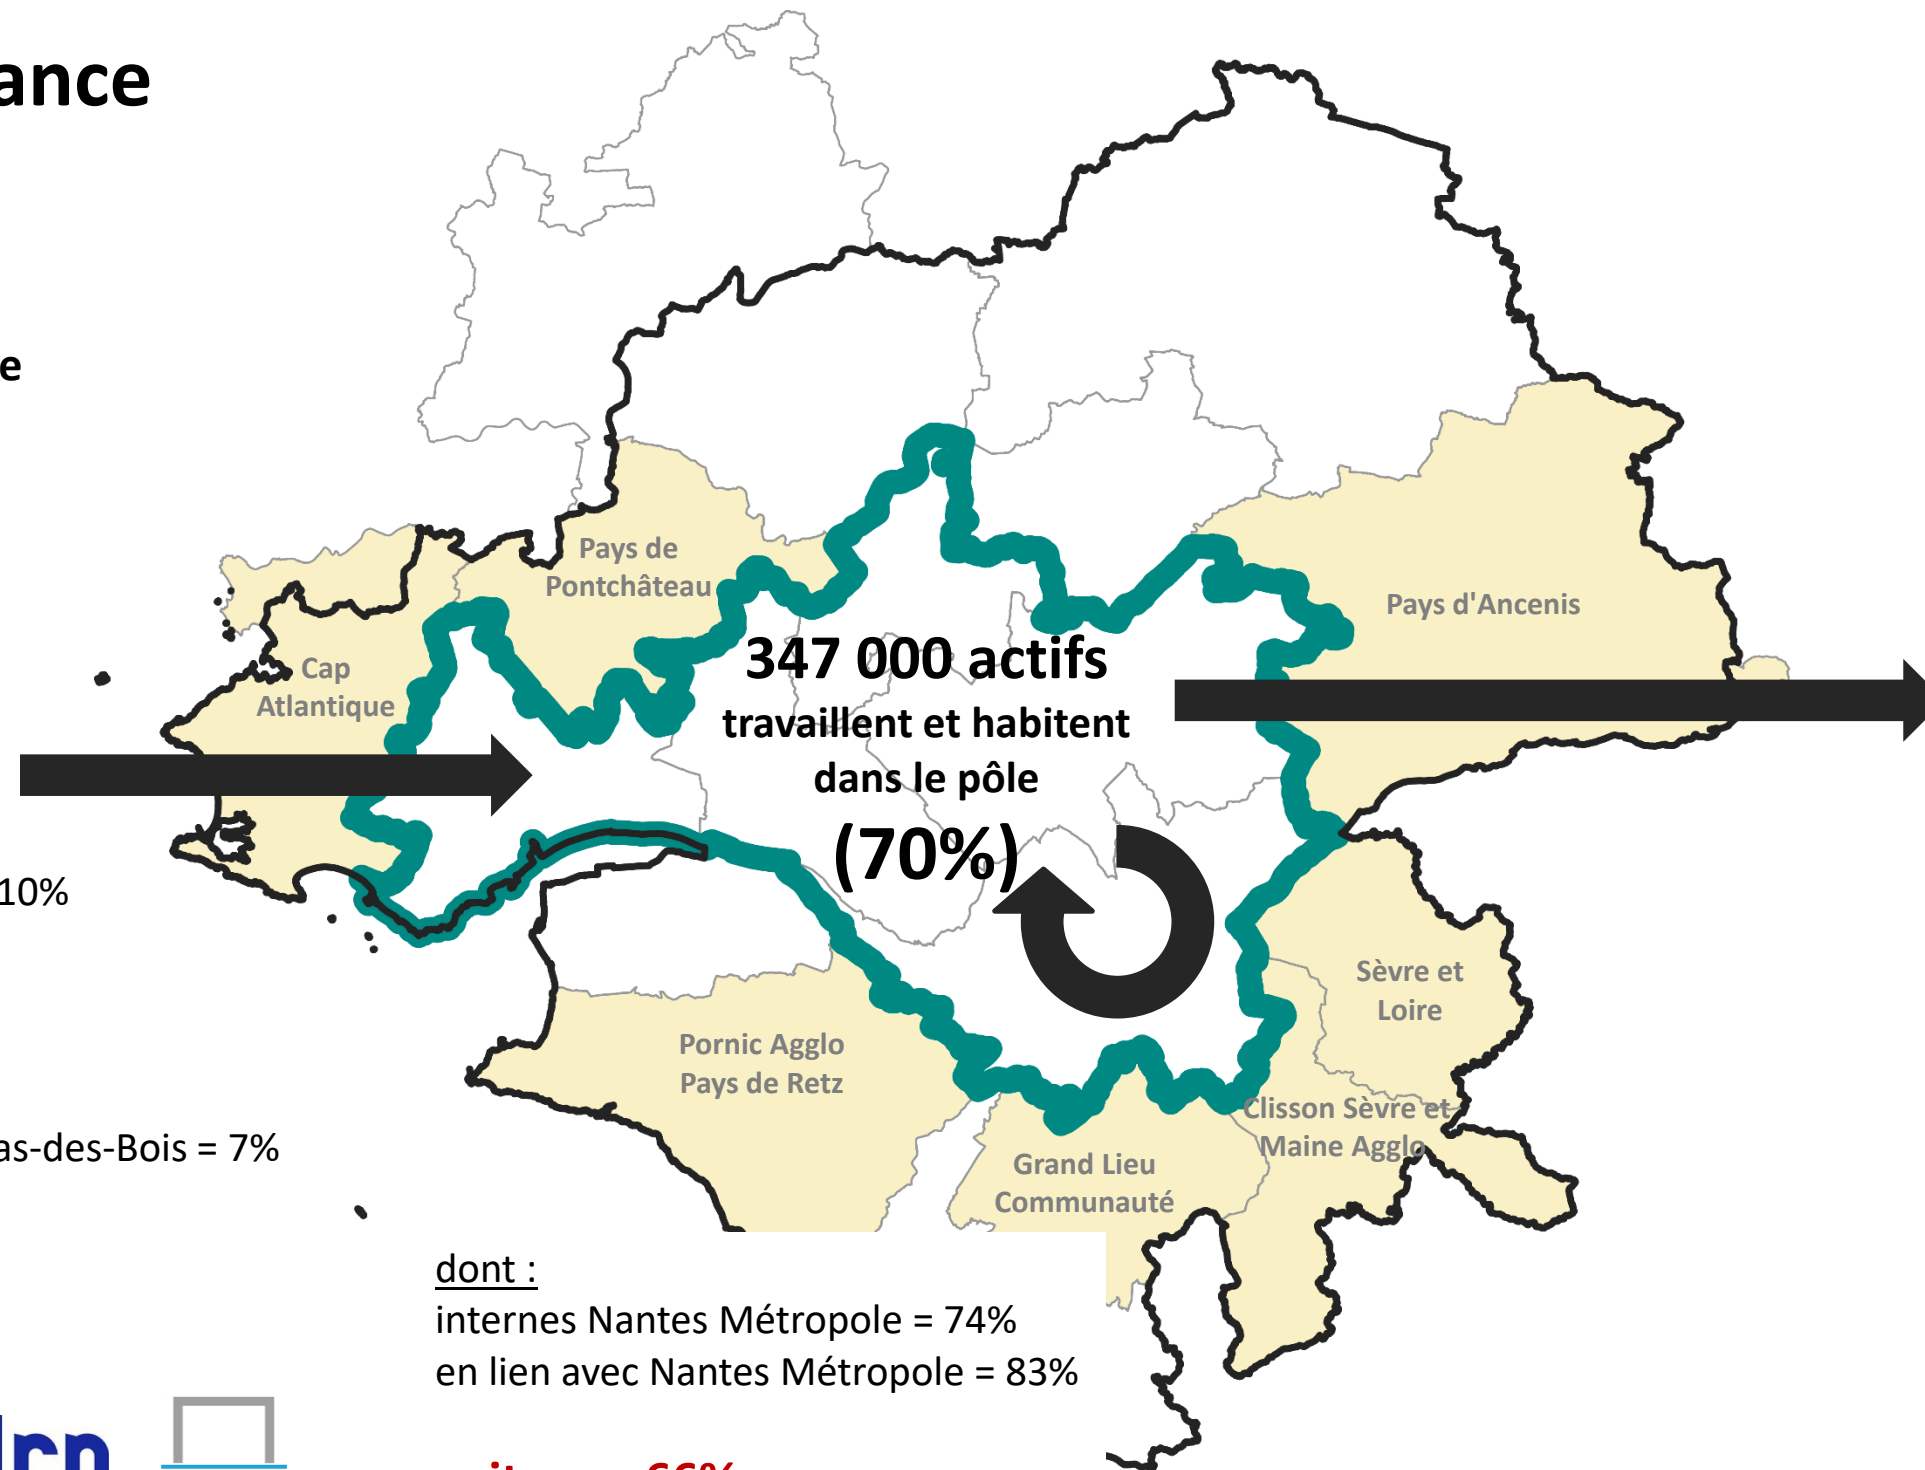 ance
e
Pays de
Pontchâteau
Pays d'Ancenis
Cap
Atlantique
347 000 actifs
travaillent et habitent
dans le pôle
(70%)
10%
Sèvre et
Loire
Pornic Agglo
Pays de Retz
Clisson Sèvre et
Maine Agglo
as-des-Bois = 7%
Grand Lieu
Communauté
dont :
internes Nantes Métropole = 74%
en lien avec Nantes Métropole = 83%
66%